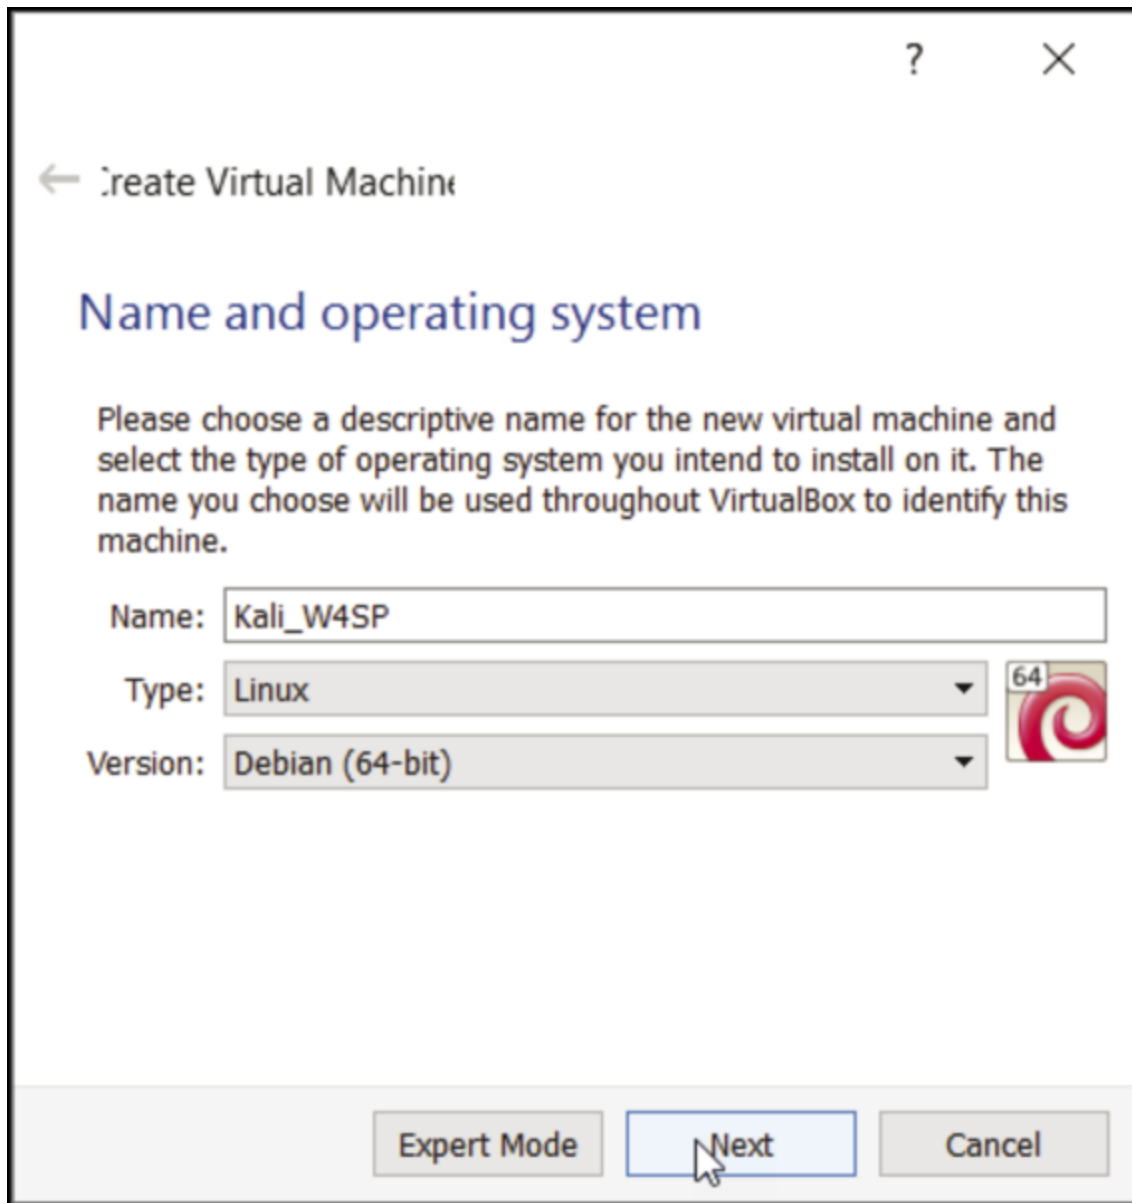 ?
Create Virtual Machine
Name and operating system
Please choose a descriptive name for the new virtual machine and
select the type of operating system you intend to install on it. The
name you choose will be used throughout VirtualBox to identify this
machine.
Name: Kali_W4SP
Type: Linux
64
Version: Debian (64-bit)
Expert Mode Next Cancel